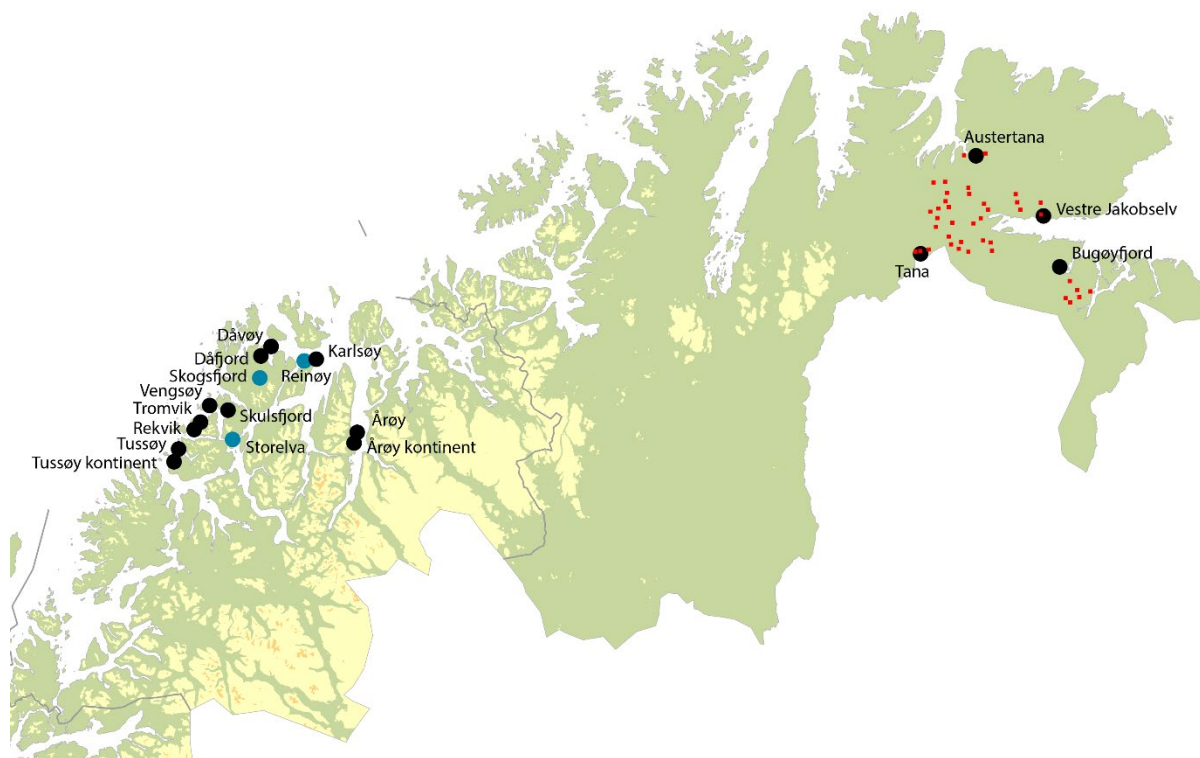 Austertana
Vestre Jakobselv
Bugøyfjord
Tana
Dåvøy
Dåfjord
Karlsøy
Skogsfjord
Reinøy
Vengsøy
Tromvik
Skulsfjord
Rekvik
Årøy
Tussøy
Storelva
Årøy kontinent
Tussøy kontinent